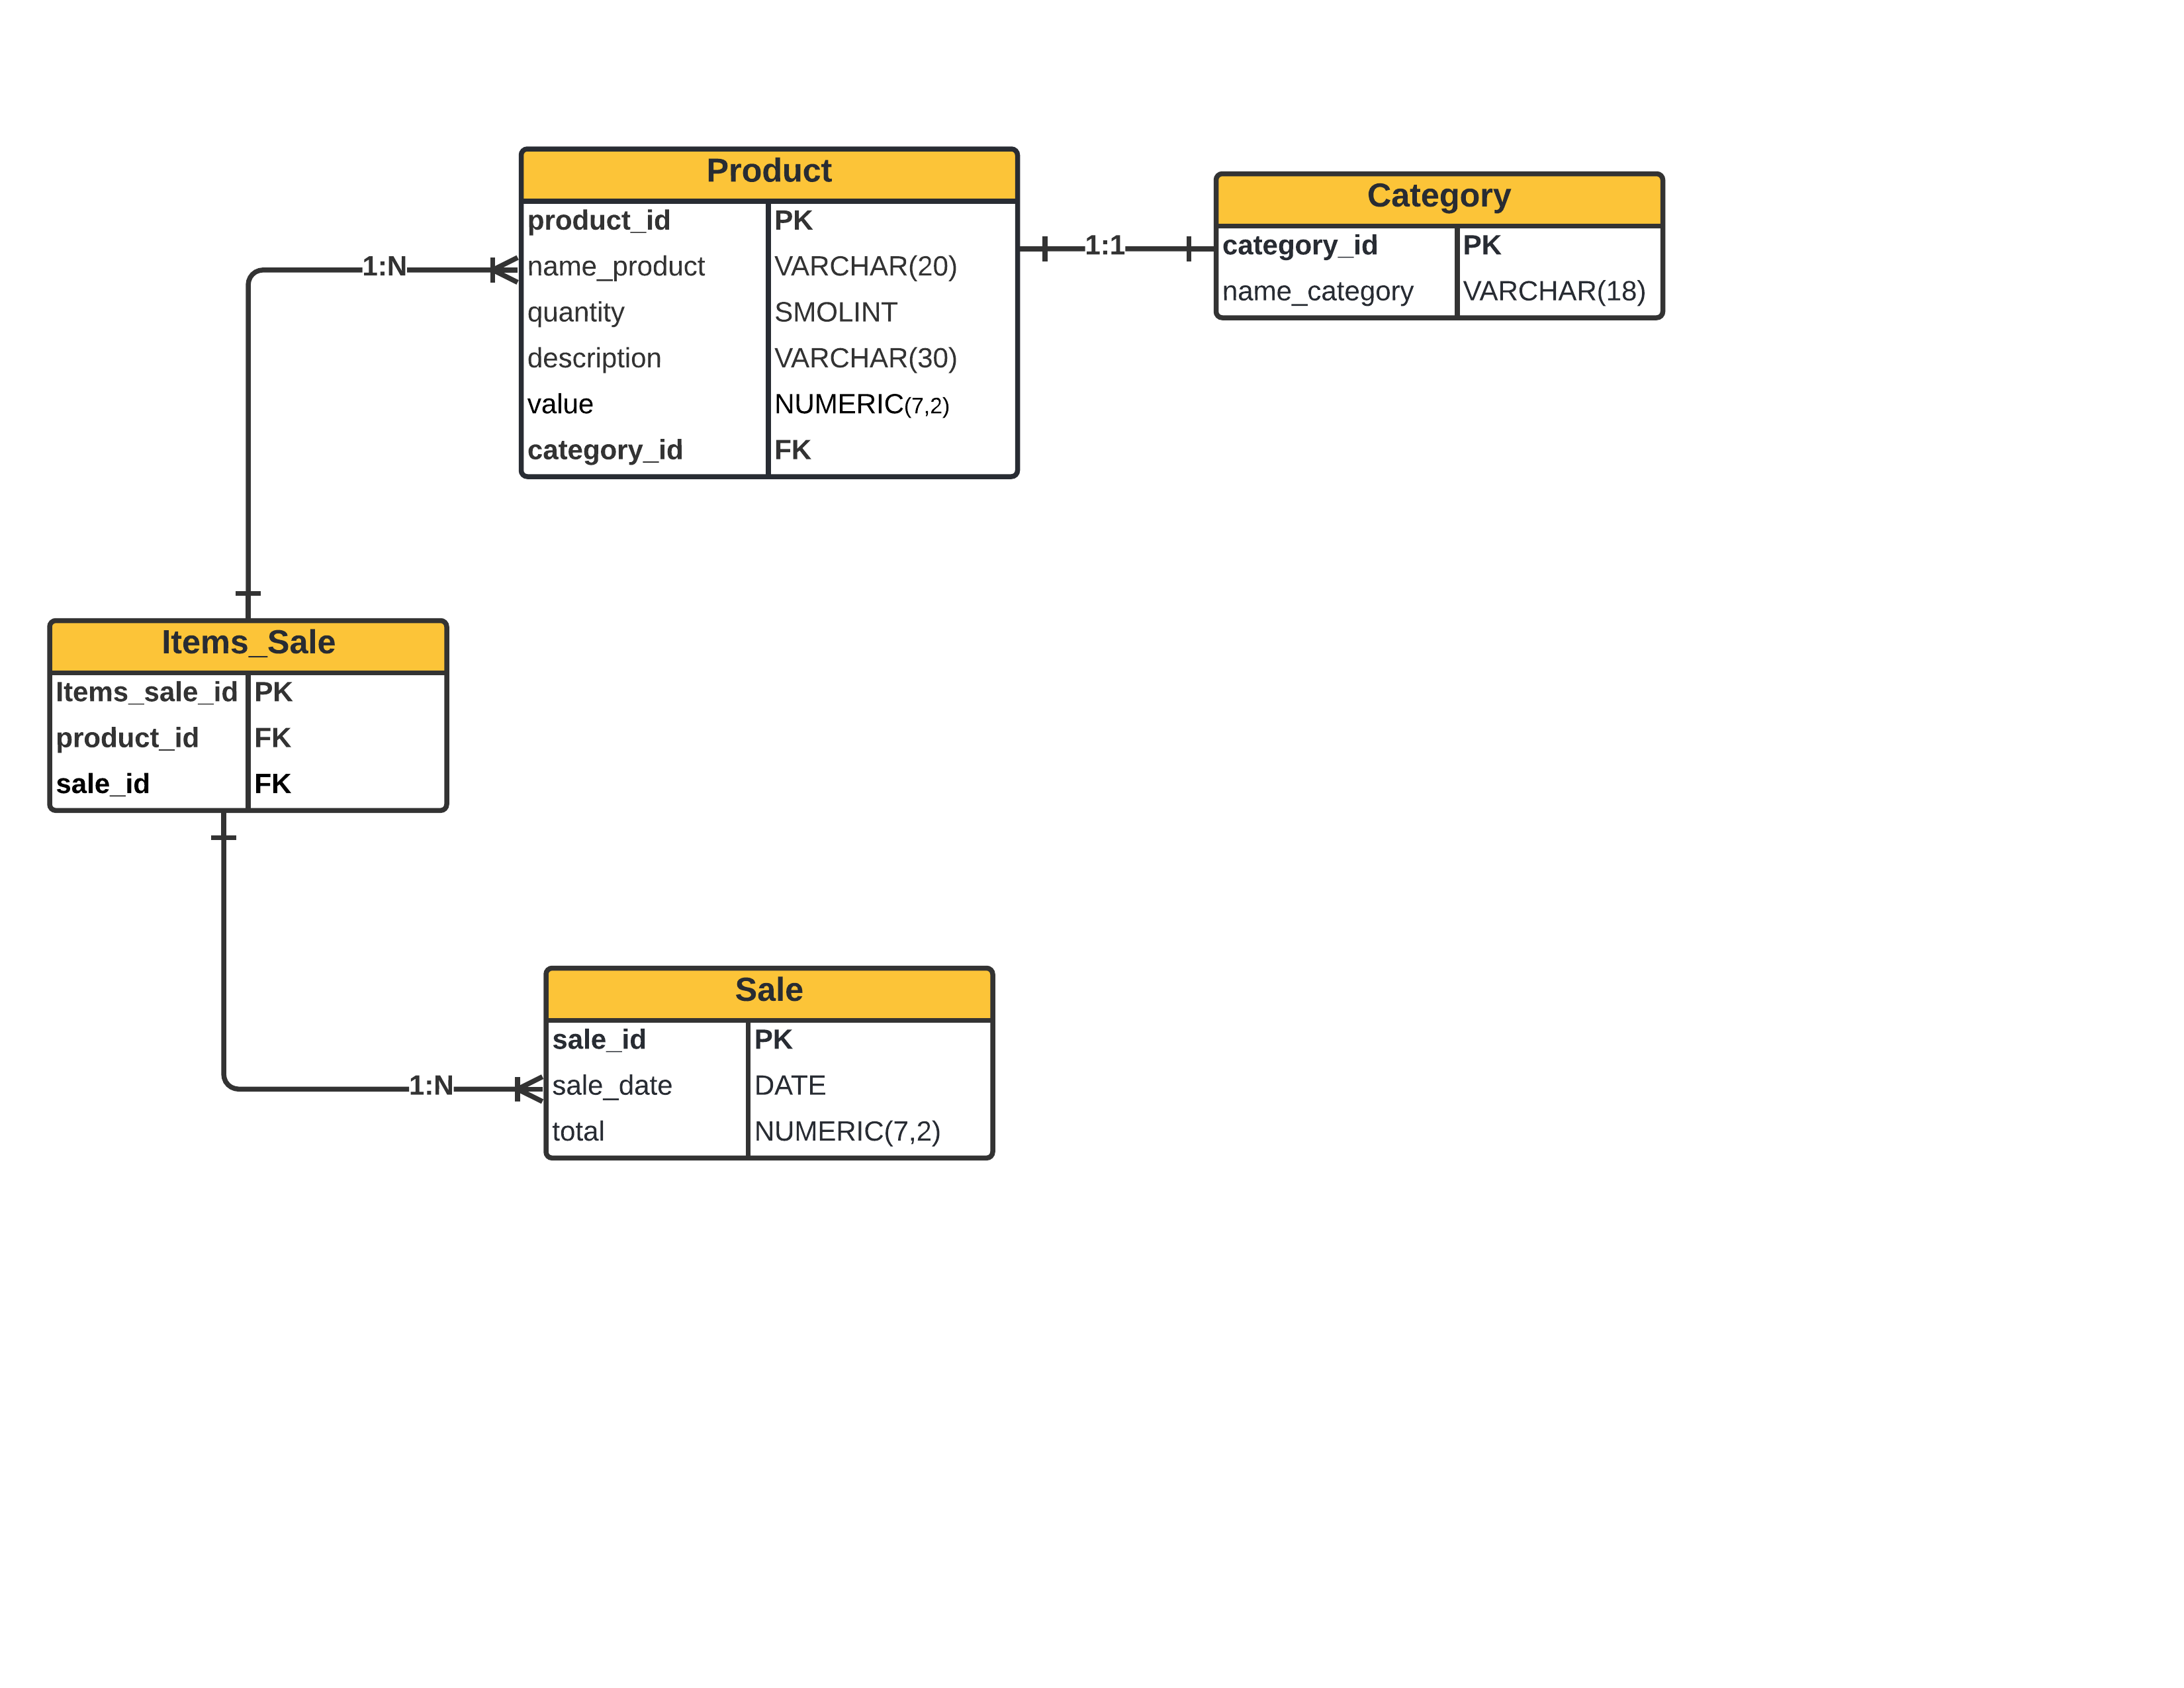 Product
product_id PK
name_product VARCHAR(20)
quantity SMOLINT
description VARCHAR(30)
value NUMERIC(7,2)
category_id FK
1:1
Category
category_id PK
name_category VARCHAR(18)
1:N
Items_Sale
Items_sale_id PK
product_id FK
sale_id FK
1:N
Sale
sale_id PK
sale_date DATE
total NUMERIC(7,2)